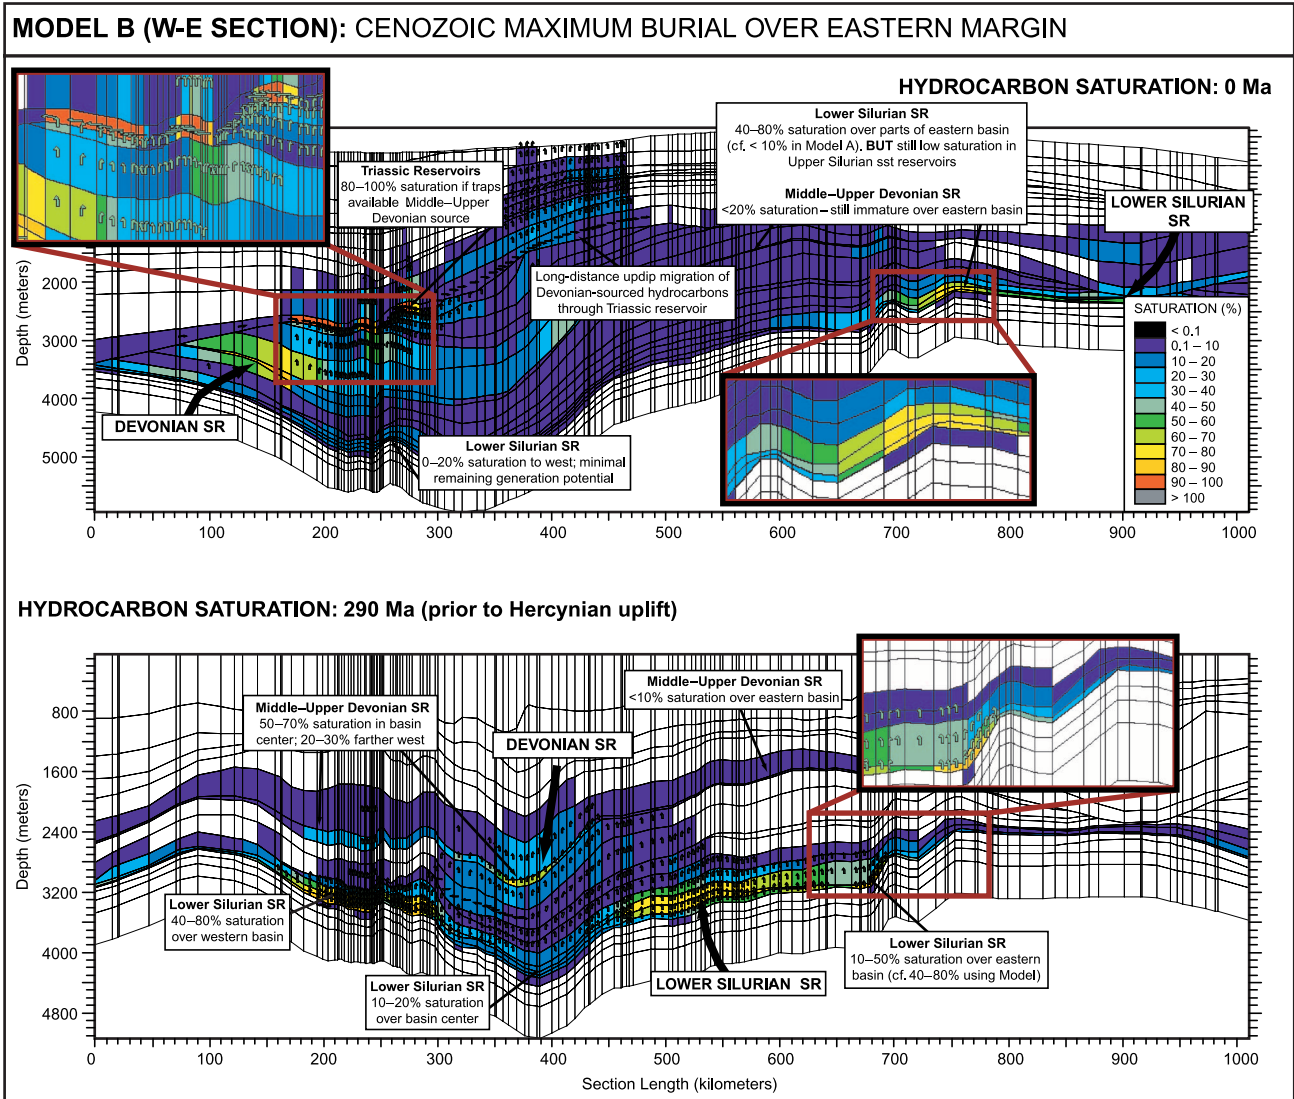 MODEL B (W-E SECTION): CENOZOIC MAXIMUM BURIAL OVER EASTERN MARGIN
HYDROCARBON SATURATION: 0 Ma
Triassic Reservoirs
80–100% saturation if traps
available Middle–Upper
Devonian source
Lower Silurian SR
40–80% saturation over parts of eastern basin
(cf. < 10% in Model A). BUT still low saturation in
Upper Silurian sst reservoirs
Middle–Upper Devonian SR
<20% saturation – still immature over eastern basin
LOWER SILURIAN
SR
Long-distance updip migration of
Devonian-sourced hydrocarbons
through Triassic reservoir
DEVONIAN SR
Lower Silurian SR
0–20% saturation to west; minimal
remaining generation potential
SATURATION (%)
< 0.1
0.1 – 10
10 – 20
20 – 30
30 – 40
40 – 50
50 – 60
60 – 70
70 – 80
80 – 90
90 – 100
> 100
Depth (meters)
2000
3000
4000
5000
0 100 200 300 400 500 600 700 800 900 1000
HYDROCARBON SATURATION: 290 Ma (prior to Hercynian uplift)
Middle–Upper Devonian SR
50–70% saturation in basin
center; 20–30% farther west
DEVONIAN SR
Middle–Upper Devonian SR
<10% saturation over eastern basin
Lower Silurian SR
40–80% saturation
over western basin
Lower Silurian SR
10–20% saturation
over basin center
LOWER SILURIAN SR
Lower Silurian SR
10–50% saturation over eastern
basin (cf. 40–80% using Model)
Depth (meters)
800
1600
2400
3200
4000
4800
0 100 200 300 400 500 600 700 800 900 1000
Section Length (kilometers)